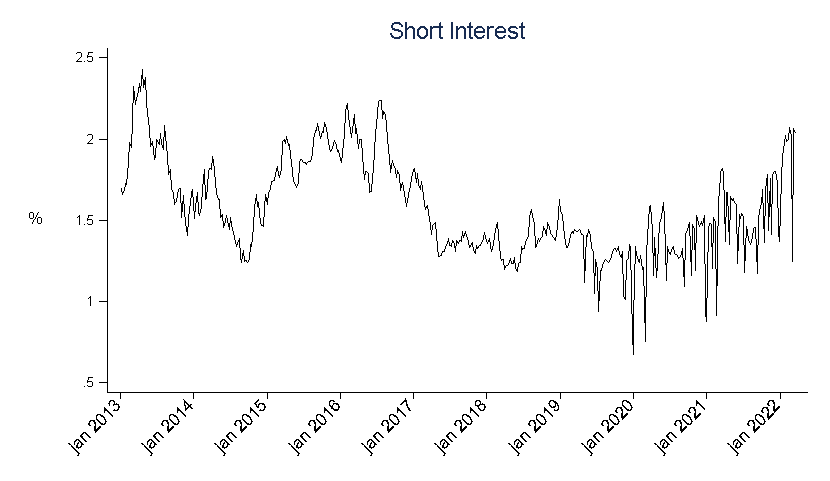 Short Interest
2.5
2
1.5
1
.5
%
Jan 2013
Jan 2014
Jan 2015
Jan 2016
Jan 2017
Jan 2018
Jan 2019
Jan 2020
Jan 2021
Jan 2022